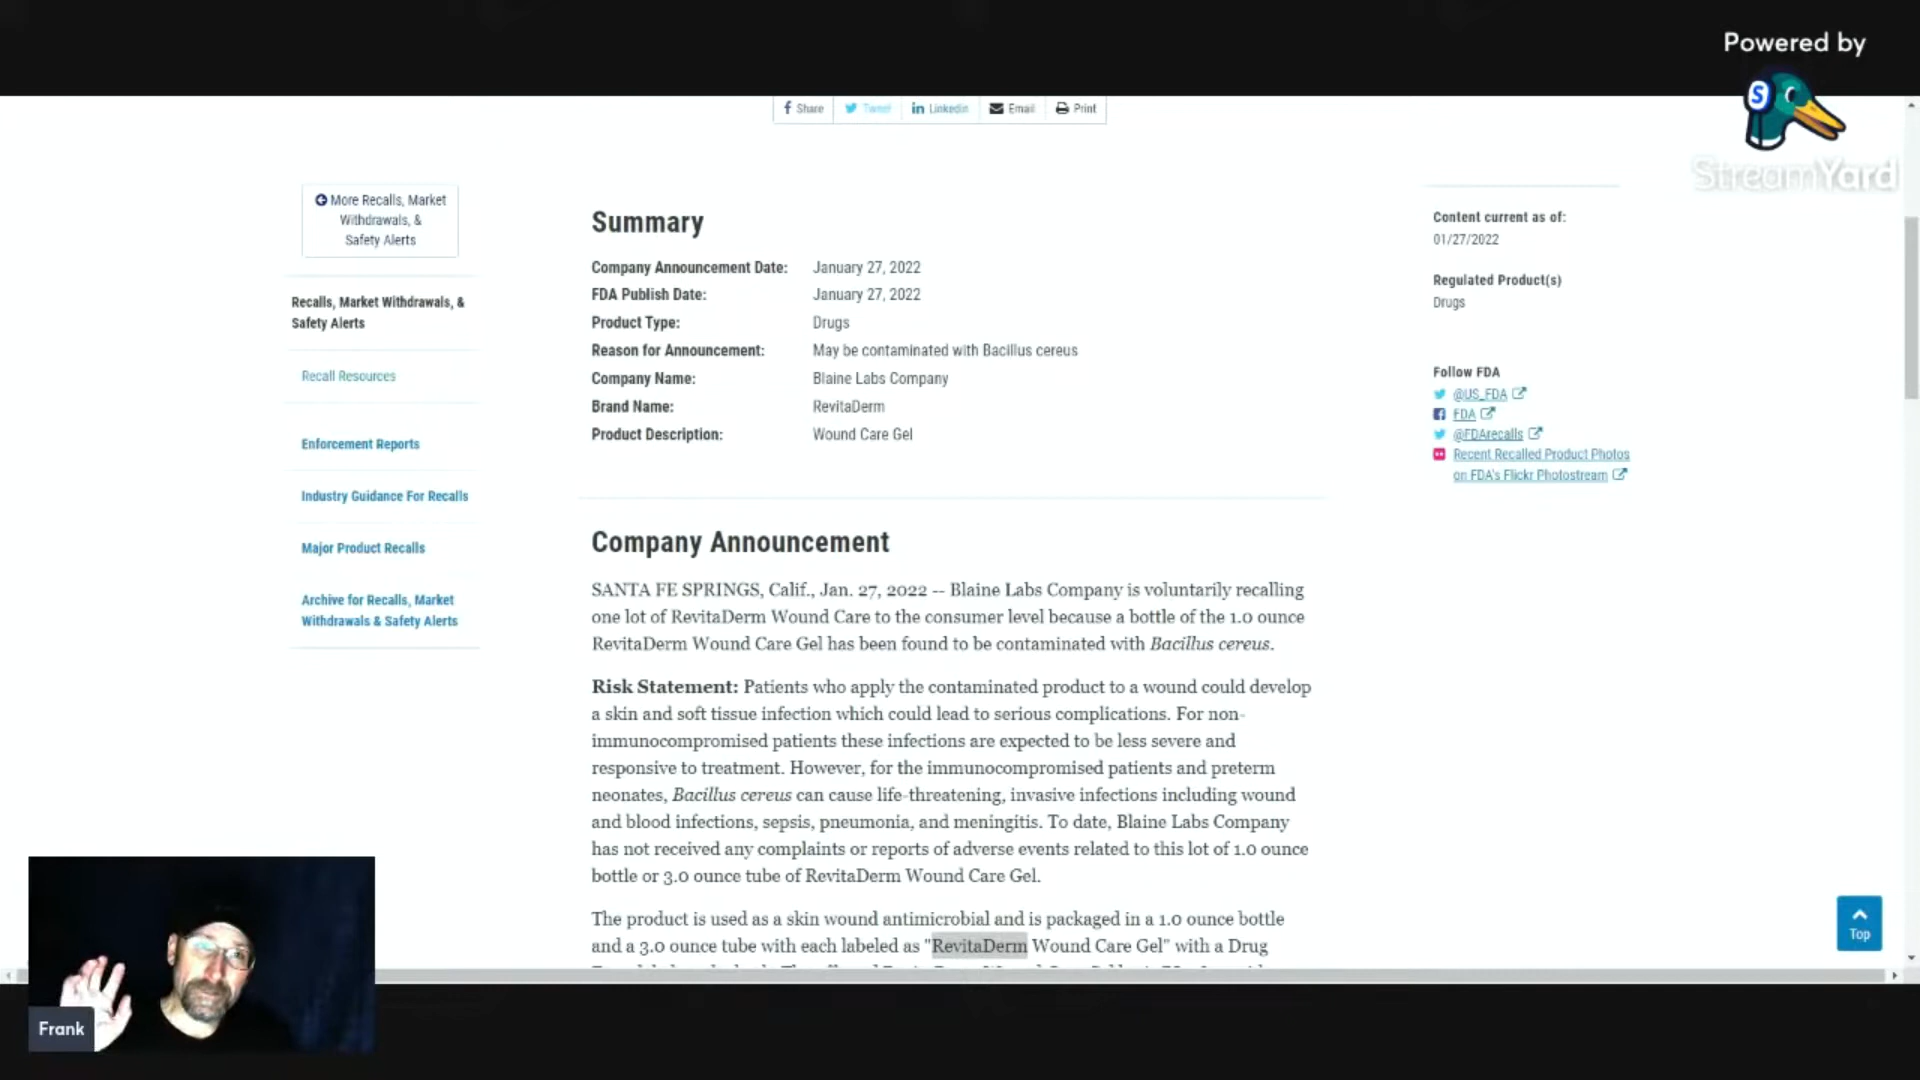 Powered by
StreamYard
Share Tweet Linkedin Email Print
More Recalls, Market
Withdrawals, &
Safety Alerts
Recalls, Market Withdrawals, &
Safety Alerts
Recall Resources
Enforcement Reports
Industry Guidance For Recalls
Major Product Recalls
Archive for Recalls, Market
Withdrawals & Safety Alerts
Summary
Company Announcement Date: January 27, 2022
FDA Publish Date: January 27, 2022
Product Type: Drugs
Reason for Announcement: May be contaminated with Bacillus cereus
Company Name: Blaine Labs Company
Brand Name: RevitaDerm
Product Description: Wound Care Gel
Company Announcement
SANTA FE SPRINGS, Calif., Jan. 27, 2022 -- Blaine Labs Company is voluntarily recalling
one lot of RevitaDerm Wound Care to the consumer level because a bottle of the 1.0 ounce
RevitaDerm Wound Care Gel has been found to be contaminated with Bacillus cereus.
Risk Statement: Patients who apply the contaminated product to a wound could develop
a skin and soft tissue infection which could lead to serious complications. For non-
immunocompromised patients these infections are expected to be less severe and
responsive to treatment. However, for the immunocompromised patients and preterm
neonates, Bacillus cereus can cause life-threatening, invasive infections including wound
and blood infections, sepsis, pneumonia, and meningitis. To date, Blaine Labs Company
has not received any complaints or reports of adverse events related to this lot of 1.0 ounce
bottle or 3.0 ounce tube of RevitaDerm Wound Care Gel.
The product is used as a skin wound antimicrobial and is packaged in a 1.0 ounce bottle
and a 3.0 ounce tube with each labeled as "RevitaDerm Wound Care Gel" with a Drug
Content current as of:
01/27/2022
Regulated Product(s)
Drugs
Follow FDA
@US_FDA
FDA
@FDArecalls
Recent Recalled Product Photos
on FDA's Flickr Photostream
Top
Frank